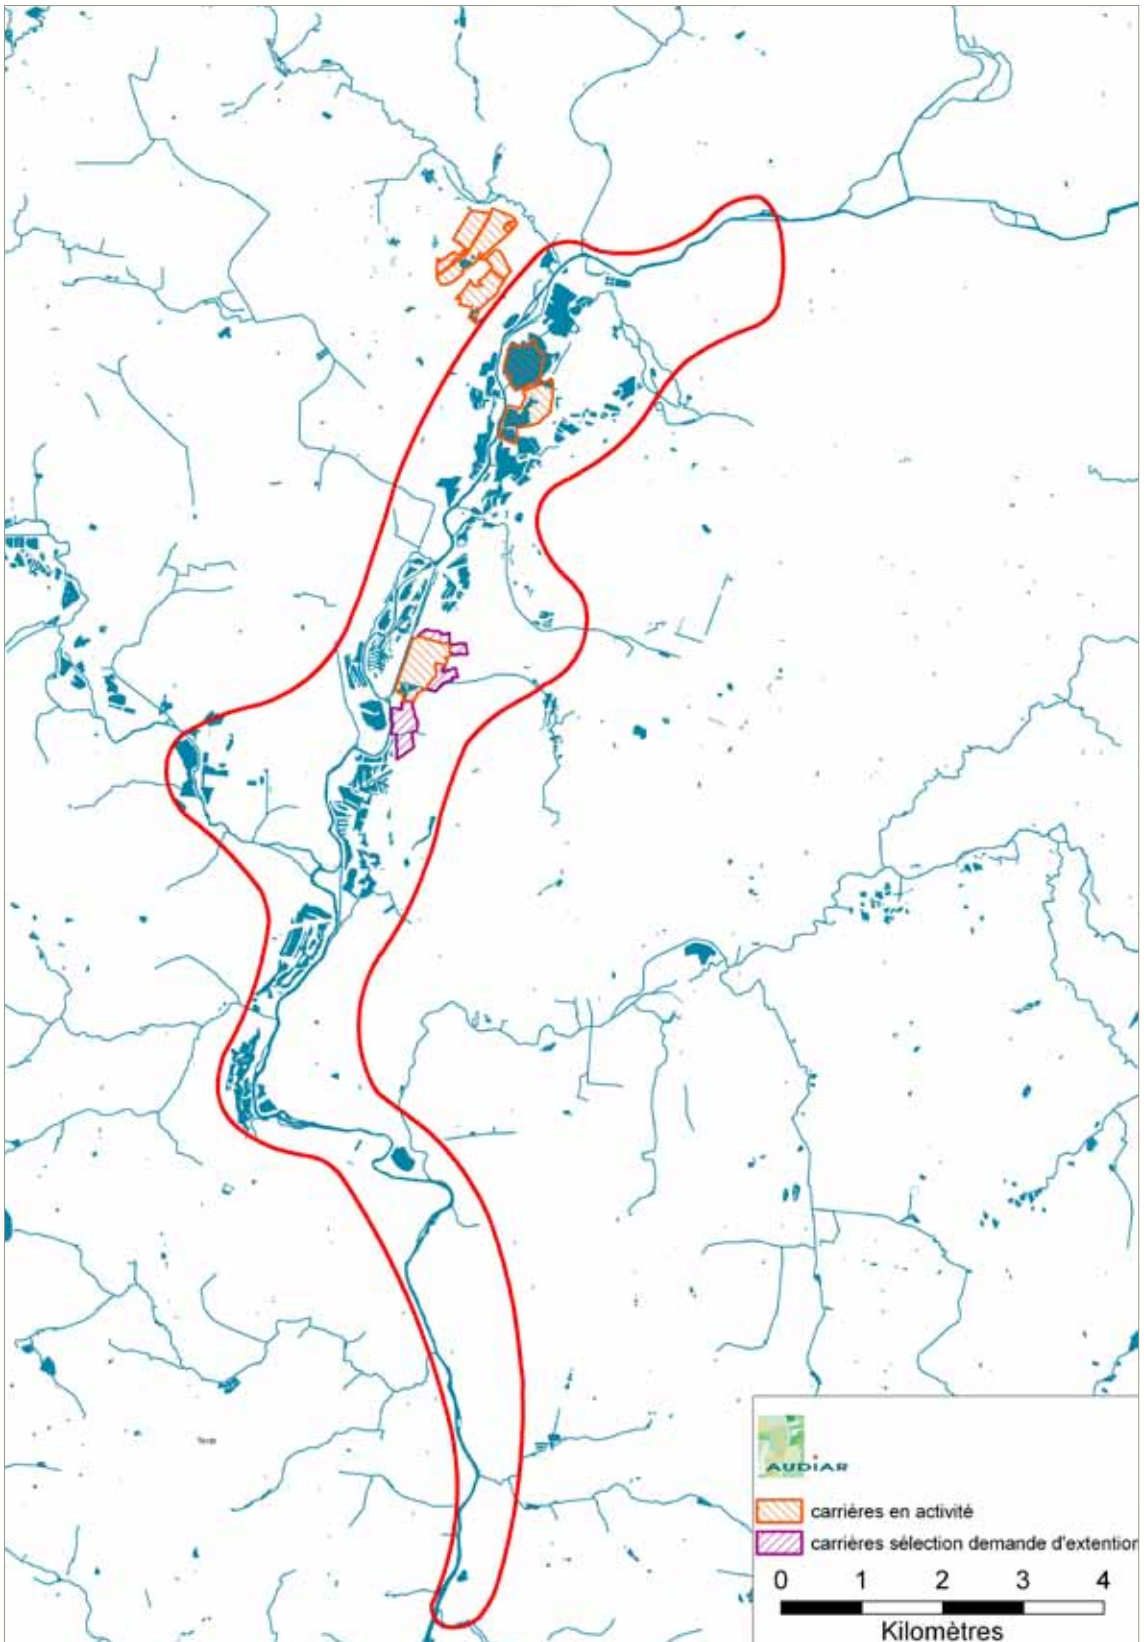 AUDIAR
carrières en activité
carrières sélection demande d'extention
0 1 2 3 4
Kilomètres